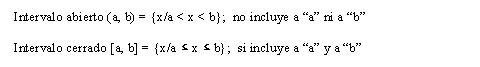 Intervalo abierto (a, b) = {x/a < x < b}; no incluye a “a” ni a “b”
Intervalo cerrado [a, b] = {x/a ≤ x ≤ b}; si incluye a “a” y a “b”